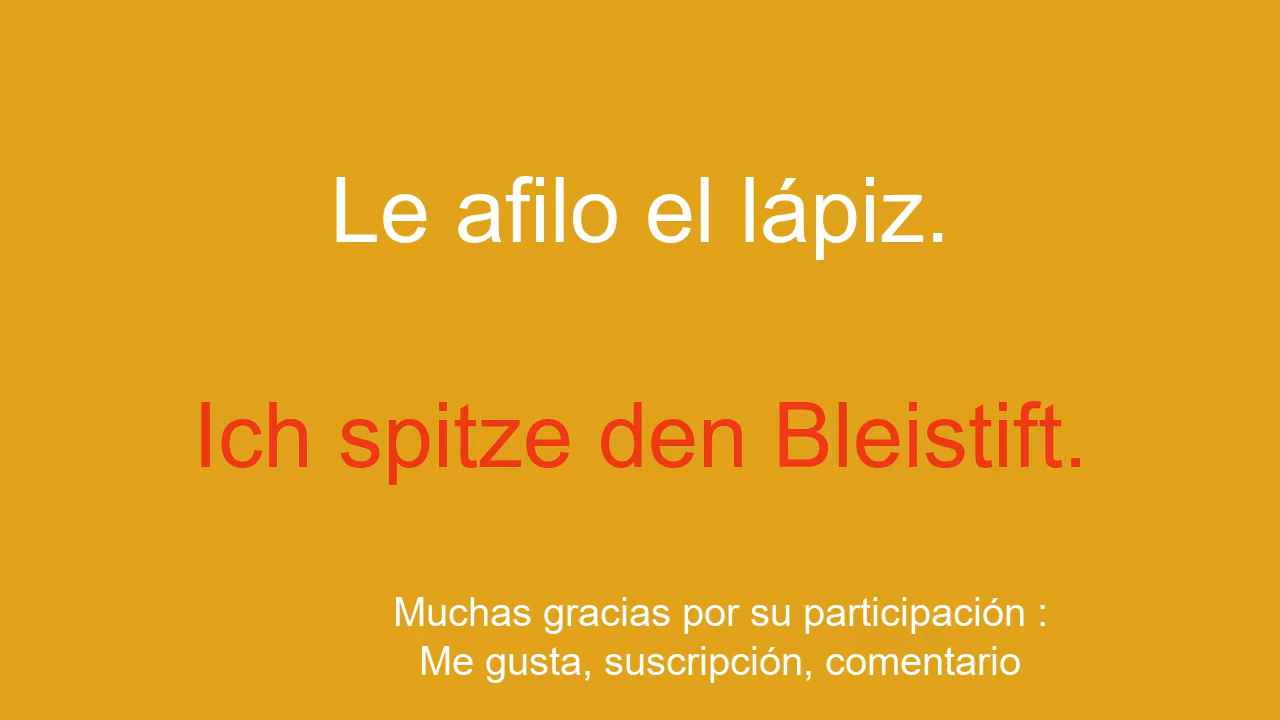 Le afilo el lápiz.
Ich spitze den Bleistift.
Muchas gracias por su participación :
Me gusta, suscripción, comentario